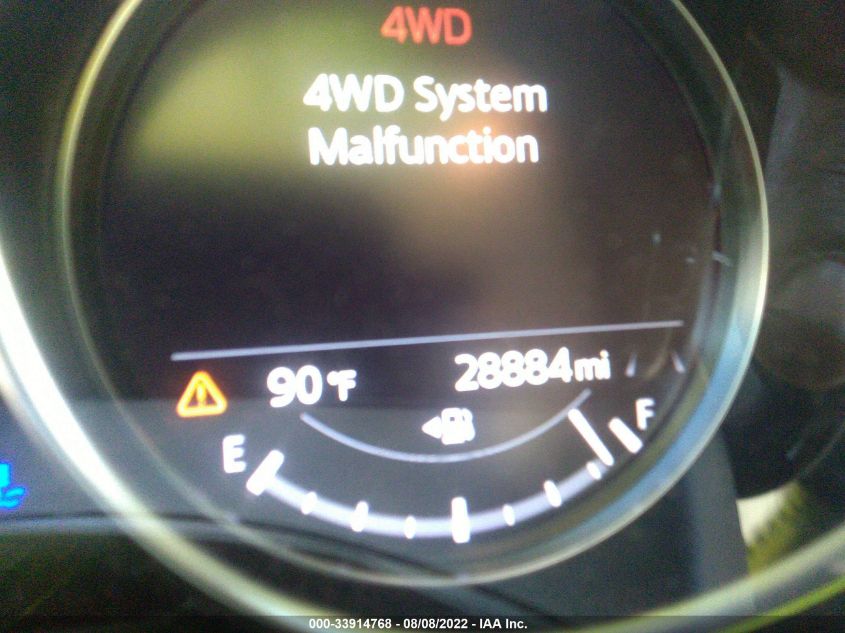 4WD
4WD System
Malfunction
90°F 28884mi
E F
000-33914768 - 08/08/2022 - IAA Inc.